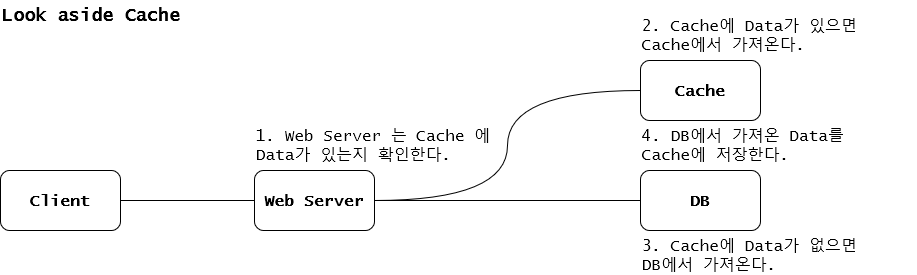 Look aside Cache
2. Cache에 Data가 있으면
Cache에서 가져온다.
Cache
1. Web Server 는 Cache 에
Data가 있는지 확인한다.
4. DB에서 가져온 Data를
Cache에 저장한다.
Client
Web Server
DB
3. Cache에 Data가 없으면
DB에서 가져온다.